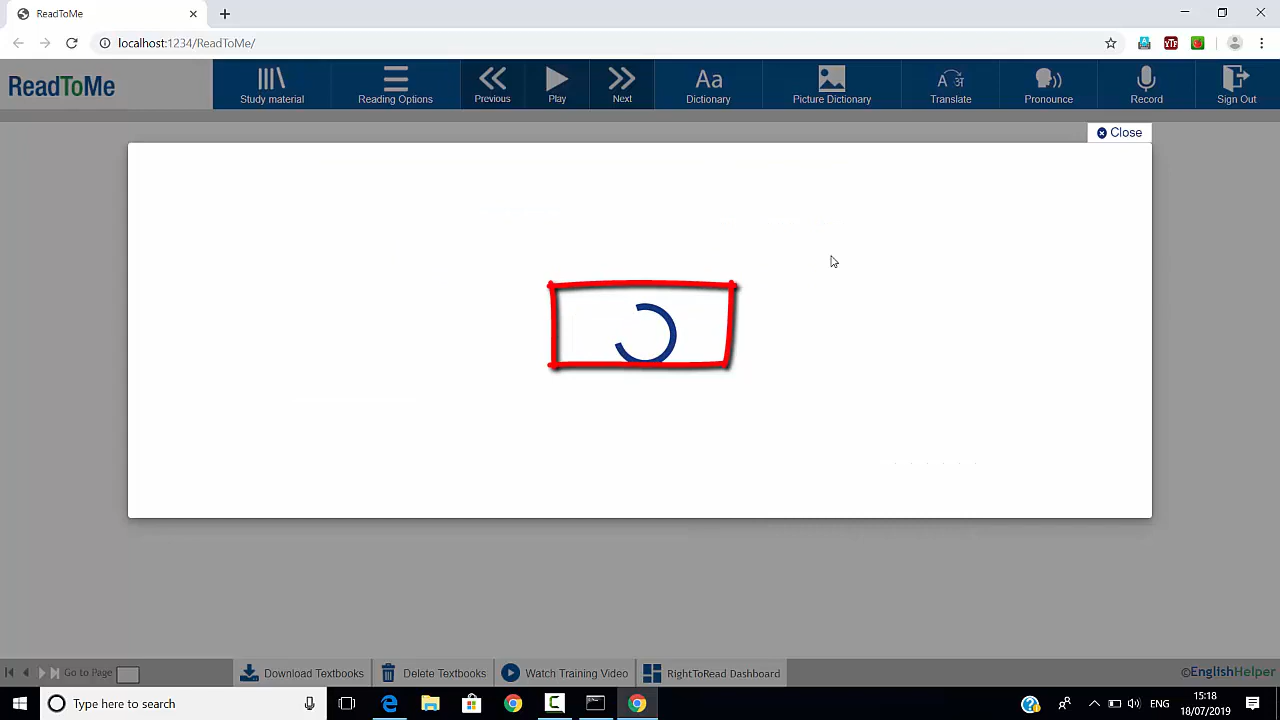 ReadToMe
localhost:1234/ReadToMe/
ReadToMe
Study material
Reading Options
Previous
Play
Next
Aa
Dictionary
Picture Dictionary
A अ
Translate
Pronounce
Record
Sign Out
Close
Go to Page
Download Textbooks
Delete Textbooks
Watch Training Video
RightToRead Dashboard
©EnglishHelper
Type here to search
ENG
15:18
18/07/2019